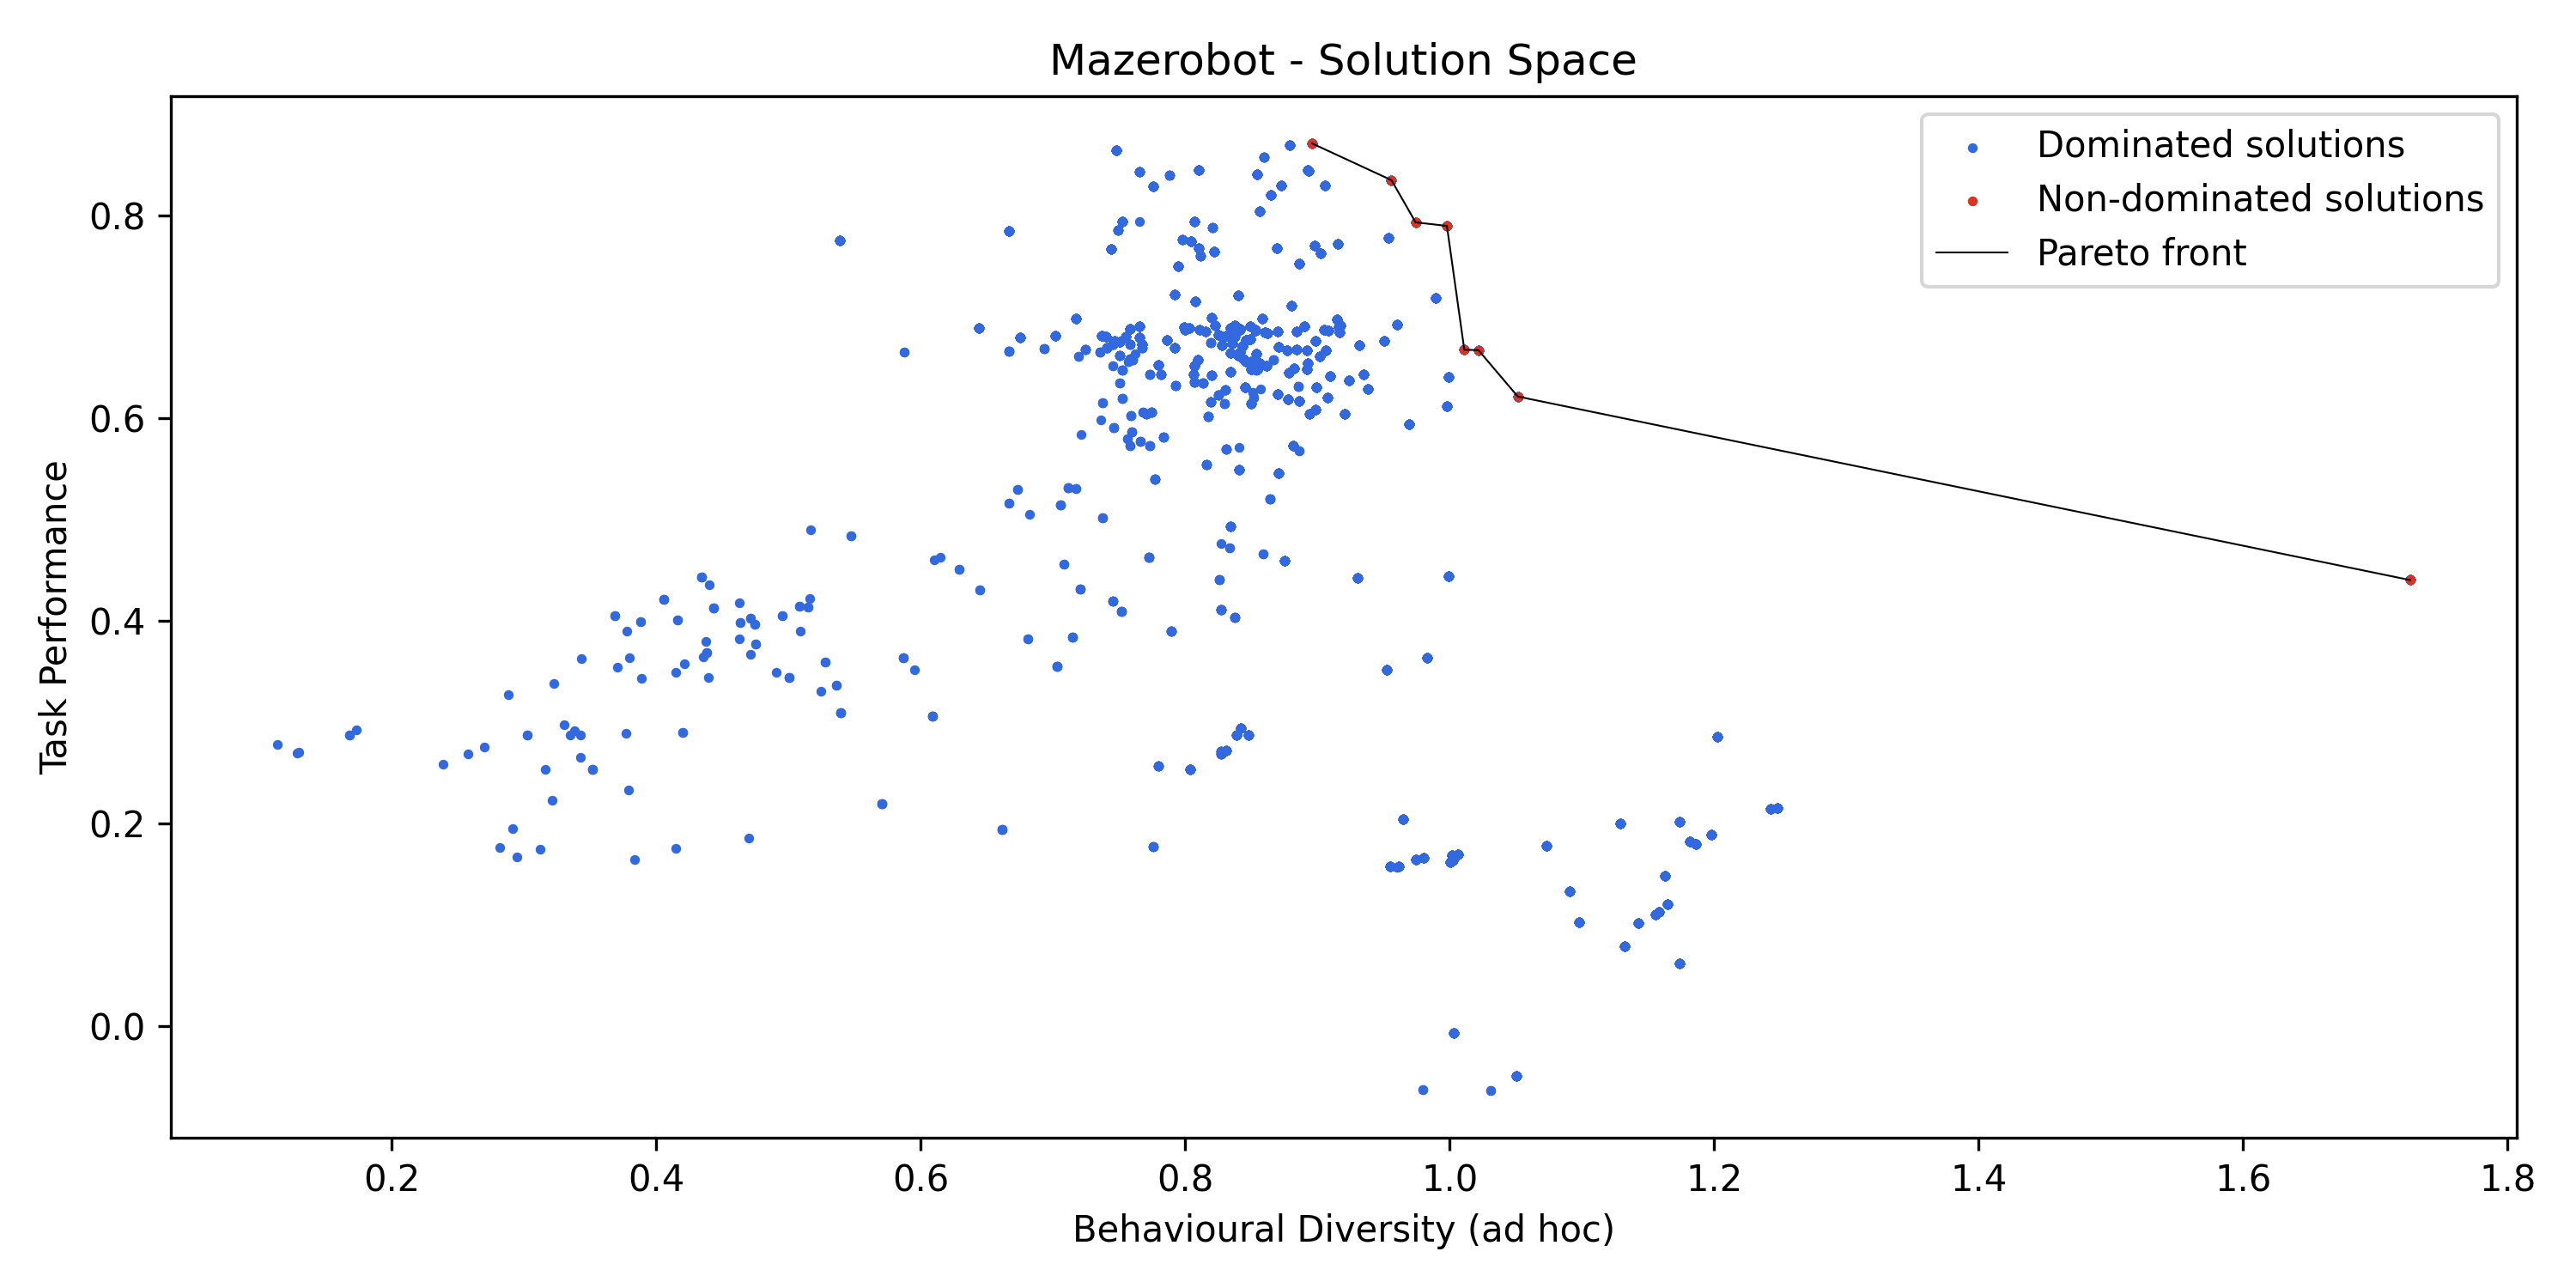 Mazerobot - Solution Space
Dominated solutions
Non-dominated solutions
Pareto front
Task Performance
0.8
0.6
0.4
0.2
0.0
0.2 0.4 0.6 0.8 1.0 1.2 1.4 1.6 1.8
Behavioural Diversity (ad hoc)